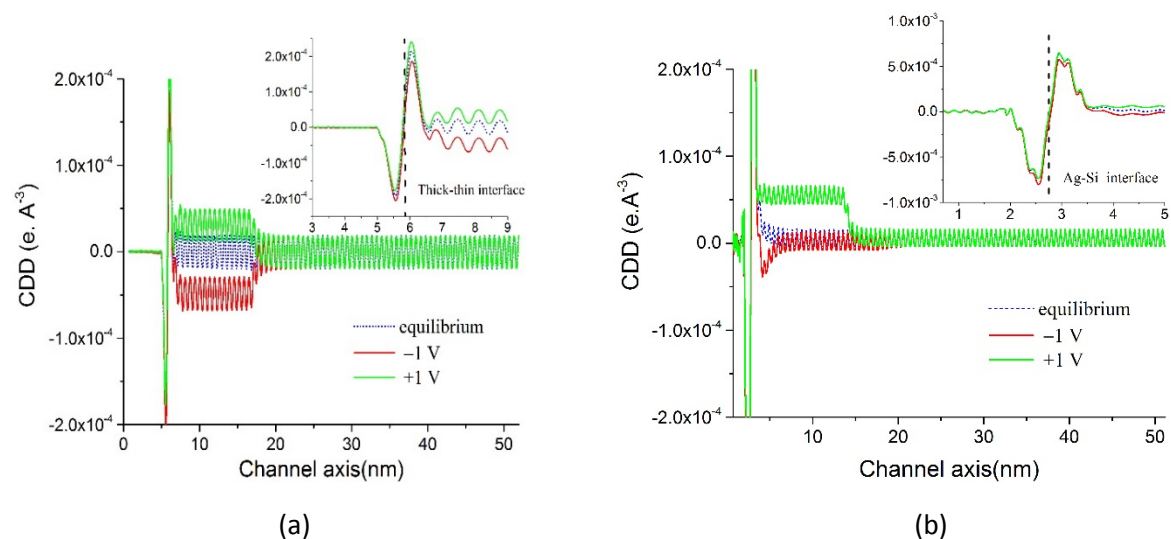 2.0x10⁻⁴
1.0x10⁻⁴
0.0
-1.0x10⁻⁴
-2.0x10⁻⁴
CDD (e. A⁻³)
0 10 20 30 40 50
Channel axis(nm)
2.0x10⁻⁴
1.0x10⁻⁴
0.0
-1.0x10⁻⁴
-2.0x10⁻⁴
3 4 5 6 7 8 9
Thick-thin interface
equilibrium
−1 V
+1 V
(a)
2.0x10⁻⁴
1.0x10⁻⁴
0.0
-1.0x10⁻⁴
-2.0x10⁻⁴
CDD (e. A⁻³)
10 20 30 40 50
Channel axis(nm)
1.0x10⁻³
5.0x10⁻⁴
0.0
-5.0x10⁻⁴
-1.0x10⁻³
1 2 3 4 5
Ag-Si interface
equilibrium
−1 V
+1 V
(b)